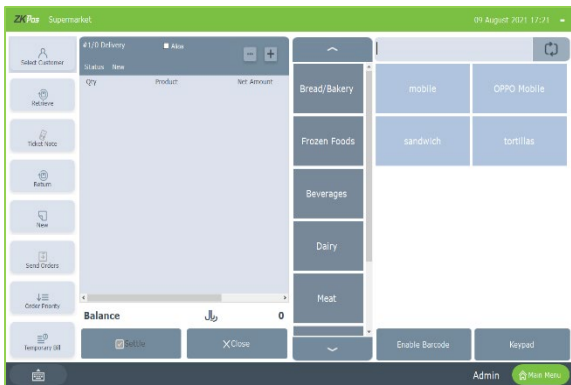 ZKPos Supermarket
09 August 2021 17:21
Select Customer
Retrieve
Ticket Note
Return
New
Send Orders
Order Priority
Temporary Bill
#1/0 Delivery
Status New
Qty Product Net Amount
Balance ريال 0
Settle
Close
Bread/Bakery
Frozen Foods
Beverages
Dairy
Meat
mobile
OPPO Mobile
sandwich
tortillas
Enable Barcode
Keypad
Admin
Main Menu